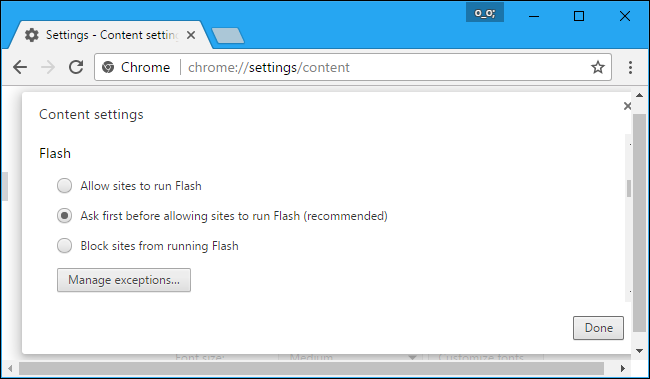 o_o;
Settings - Content setting
Chrome chrome://settings/content
Content settings
Flash
Allow sites to run Flash
Ask first before allowing sites to run Flash (recommended)
Block sites from running Flash
Manage exceptions...
Done
Font size: Medium Customize fonts...